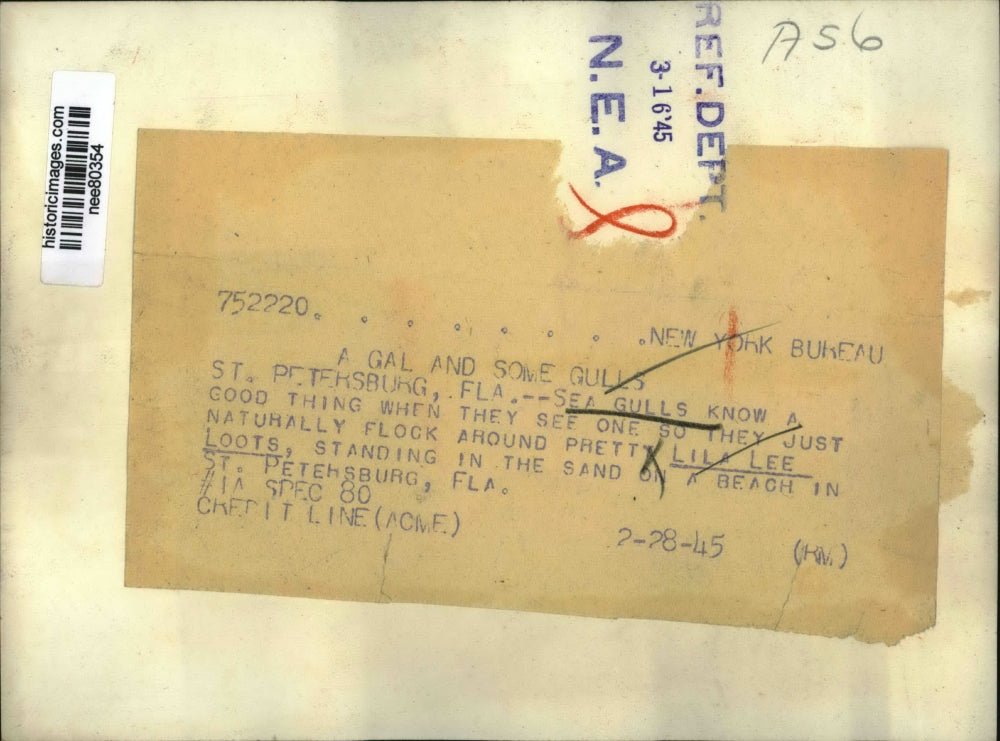 A56
REF.DEPT.
3-16'45
N.E.A.
historicimages.com
nee80354
752220. . . . . . . .NEW YORK BUREAU
A GAL AND SOME GULLS
ST. PETERSBURG, FLA.--SEA GULLS KNOW A
GOOD THING WHEN THEY SEE ONE SO THEY JUST
NATURALLY FLOCK AROUND PRETTY LILA LEE
LOOTS, STANDING IN THE SAND ON A BEACH IN
ST. PETERSBURG, FLA.
#1A SPEC 80
CREDIT LINE(ACME) 2-28-45 (RM)